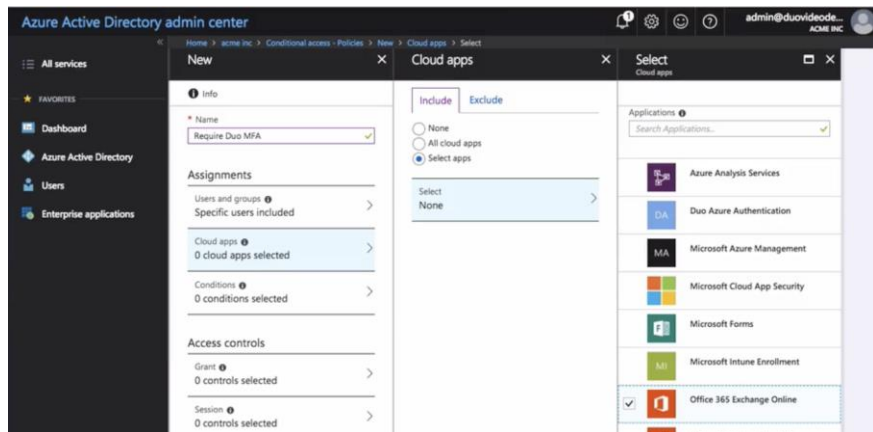 Azure Active Directory admin center
1
admin@duovideode...
ACME INC
Home > acme inc > Conditional access - Policies > New > Cloud apps > Select
All services
FAVORITES
Dashboard
Azure Active Directory
Users
Enterprise applications
New
Info
* Name
Require Duo MFA
Assignments
Users and groups
Specific users included
Cloud apps
0 cloud apps selected
Conditions
0 conditions selected
Access controls
Grant
0 controls selected
Session
0 controls selected
Cloud apps
Include Exclude
None
All cloud apps
Select apps
Select
None
Select
Cloud apps
Applications
Search Applications...
Azure Analysis Services
DA Duo Azure Authentication
MA Microsoft Azure Management
Microsoft Cloud App Security
Microsoft Forms
MI Microsoft Intune Enrollment
Office 365 Exchange Online